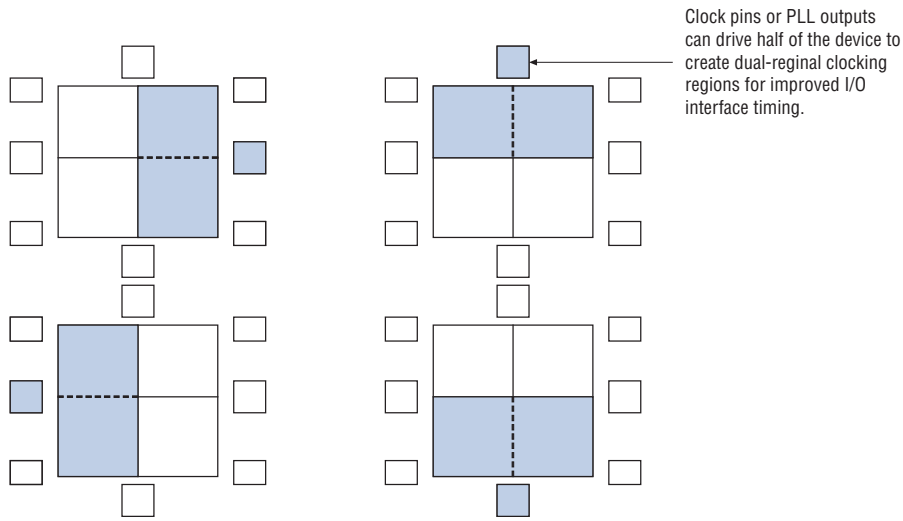 Clock pins or PLL outputs
can drive half of the device to
create dual-reginal clocking
regions for improved I/O
interface timing.